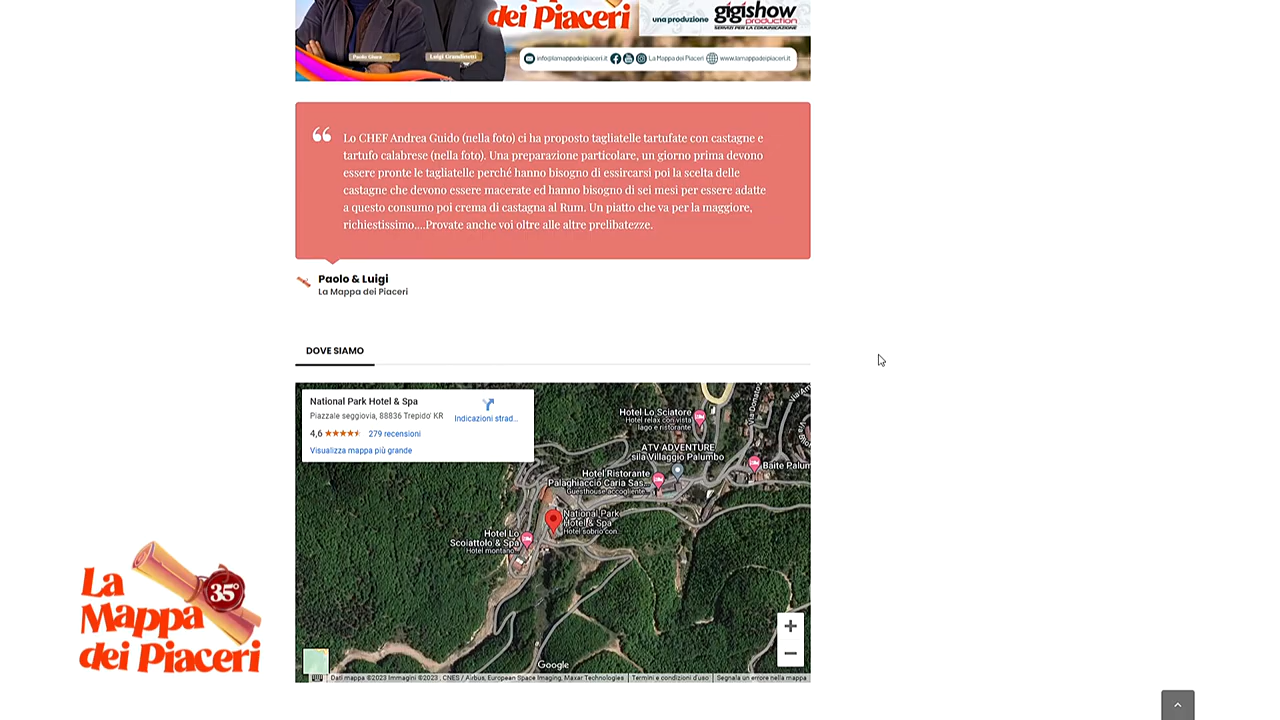 dei Piaceri
una produzione
gigishow
production
SERVIZI PER LA COMUNICAZIONE
Paolo Giura
Luigi Grandinetti
info@lamappadeipiaceri.it La Mappa dei Piaceri www.lamappadeipiaceri.it
“ Lo CHEF Andrea Guido (nella foto) ci ha proposto tagliatelle tartufate con castagne e
tartufo calabrese (nella foto). Una preparazione particolare, un giorno prima devono
essere pronte le tagliatelle perché hanno bisogno di essircarsi poi la scelta delle
castagne che devono essere macerate ed hanno bisogno di sei mesi per essere adatte
a questo consumo poi crema di castagna al Rum. Un piatto che va per la maggiore,
richiestissimo....Provate anche voi oltre alle altre prelibatezze.
Paolo & Luigi
La Mappa dei Piaceri
DOVE SIAMO
National Park Hotel & Spa
Piazzale seggiovia, 88836 Trepido' KR
Indicazioni strad...
4,6 279 recensioni
Visualizza mappa più grande
Hotel Lo Sciatore
Hotel relax con vista
lago e ristorante
ATV ADVENTURE
sila Villaggio Palumbo
Via Donato
Baite Palum
Hotel Ristorante
Palaghiaccio Caria Sas...
Guesthouse accogliente...
National Park
Hotel & Spa
Hotel sobrio con...
Hotel Lo
Scoiattolo & Spa
Hotel montano...
La
Mappa
dei Piaceri
35°
+
−
Google
Dati mappa ©2023 Immagini ©2023 , CNES / Airbus, European Space Imaging, Maxar Technologies
Termini e condizioni d'uso
Segnala un errore nella mappa